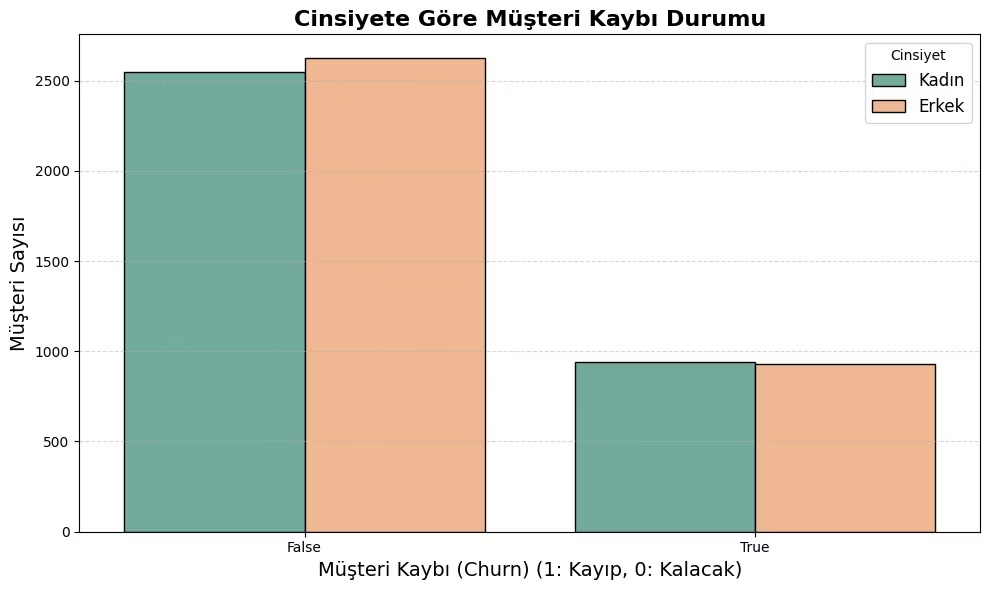 Cinsiyete Göre Müşteri Kaybı Durumu
Cinsiyet
Kadın
Erkek
Müşteri Sayısı
2500
2000
1500
1000
500
0
False
True
Müşteri Kaybı (Churn) (1: Kayıp, 0: Kalacak)